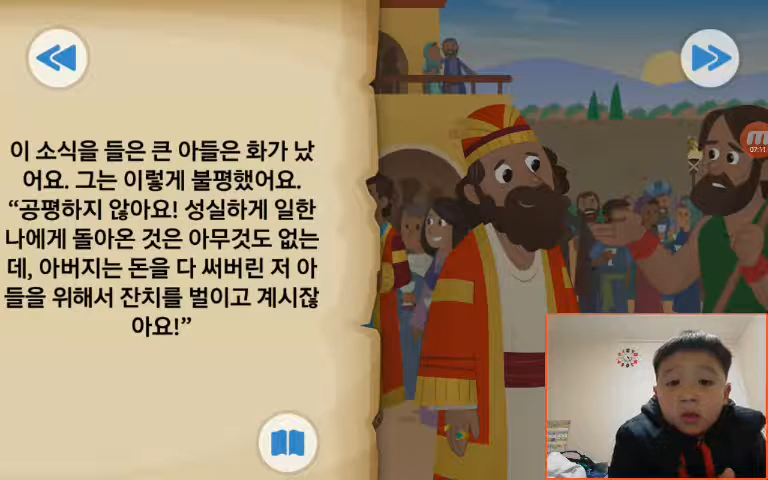 이 소식을 들은 큰 아들은 화가 났
어요. 그는 이렇게 불평했어요.
“공평하지 않아요! 성실하게 일한
나에게 돌아온 것은 아무것도 없는
데, 아버지는 돈을 다 써버린 저 아
들을 위해서 잔치를 벌이고 계시잖
아요!”
07:11